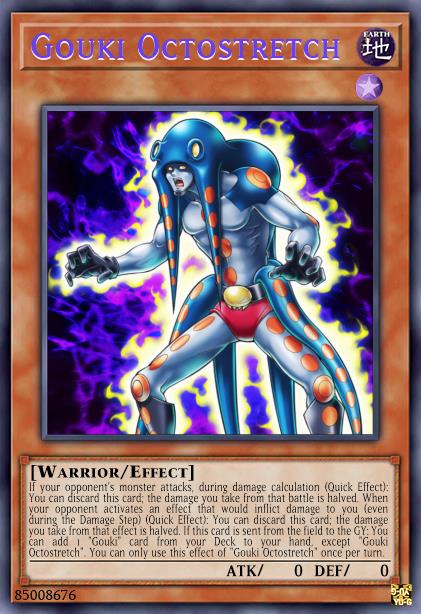 Gouki Octostretch
EARTH
地
[Warrior/Effect]
If your opponent's monster attacks, during damage calculation (Quick Effect):
You can discard this card; the damage you take from that battle is halved. When
your opponent activates an effect that would inflict damage to you (even
during the Damage Step) (Quick Effect): You can discard this card; the damage
you take from that effect is halved. If this card is sent from the field to the GY: You
can add 1 "Gouki" card from your Deck to your hand, except "Gouki
Octostretch". You can only use this effect of "Gouki Octostretch" once per turn.
ATK/ 0 DEF/ 0
85008676